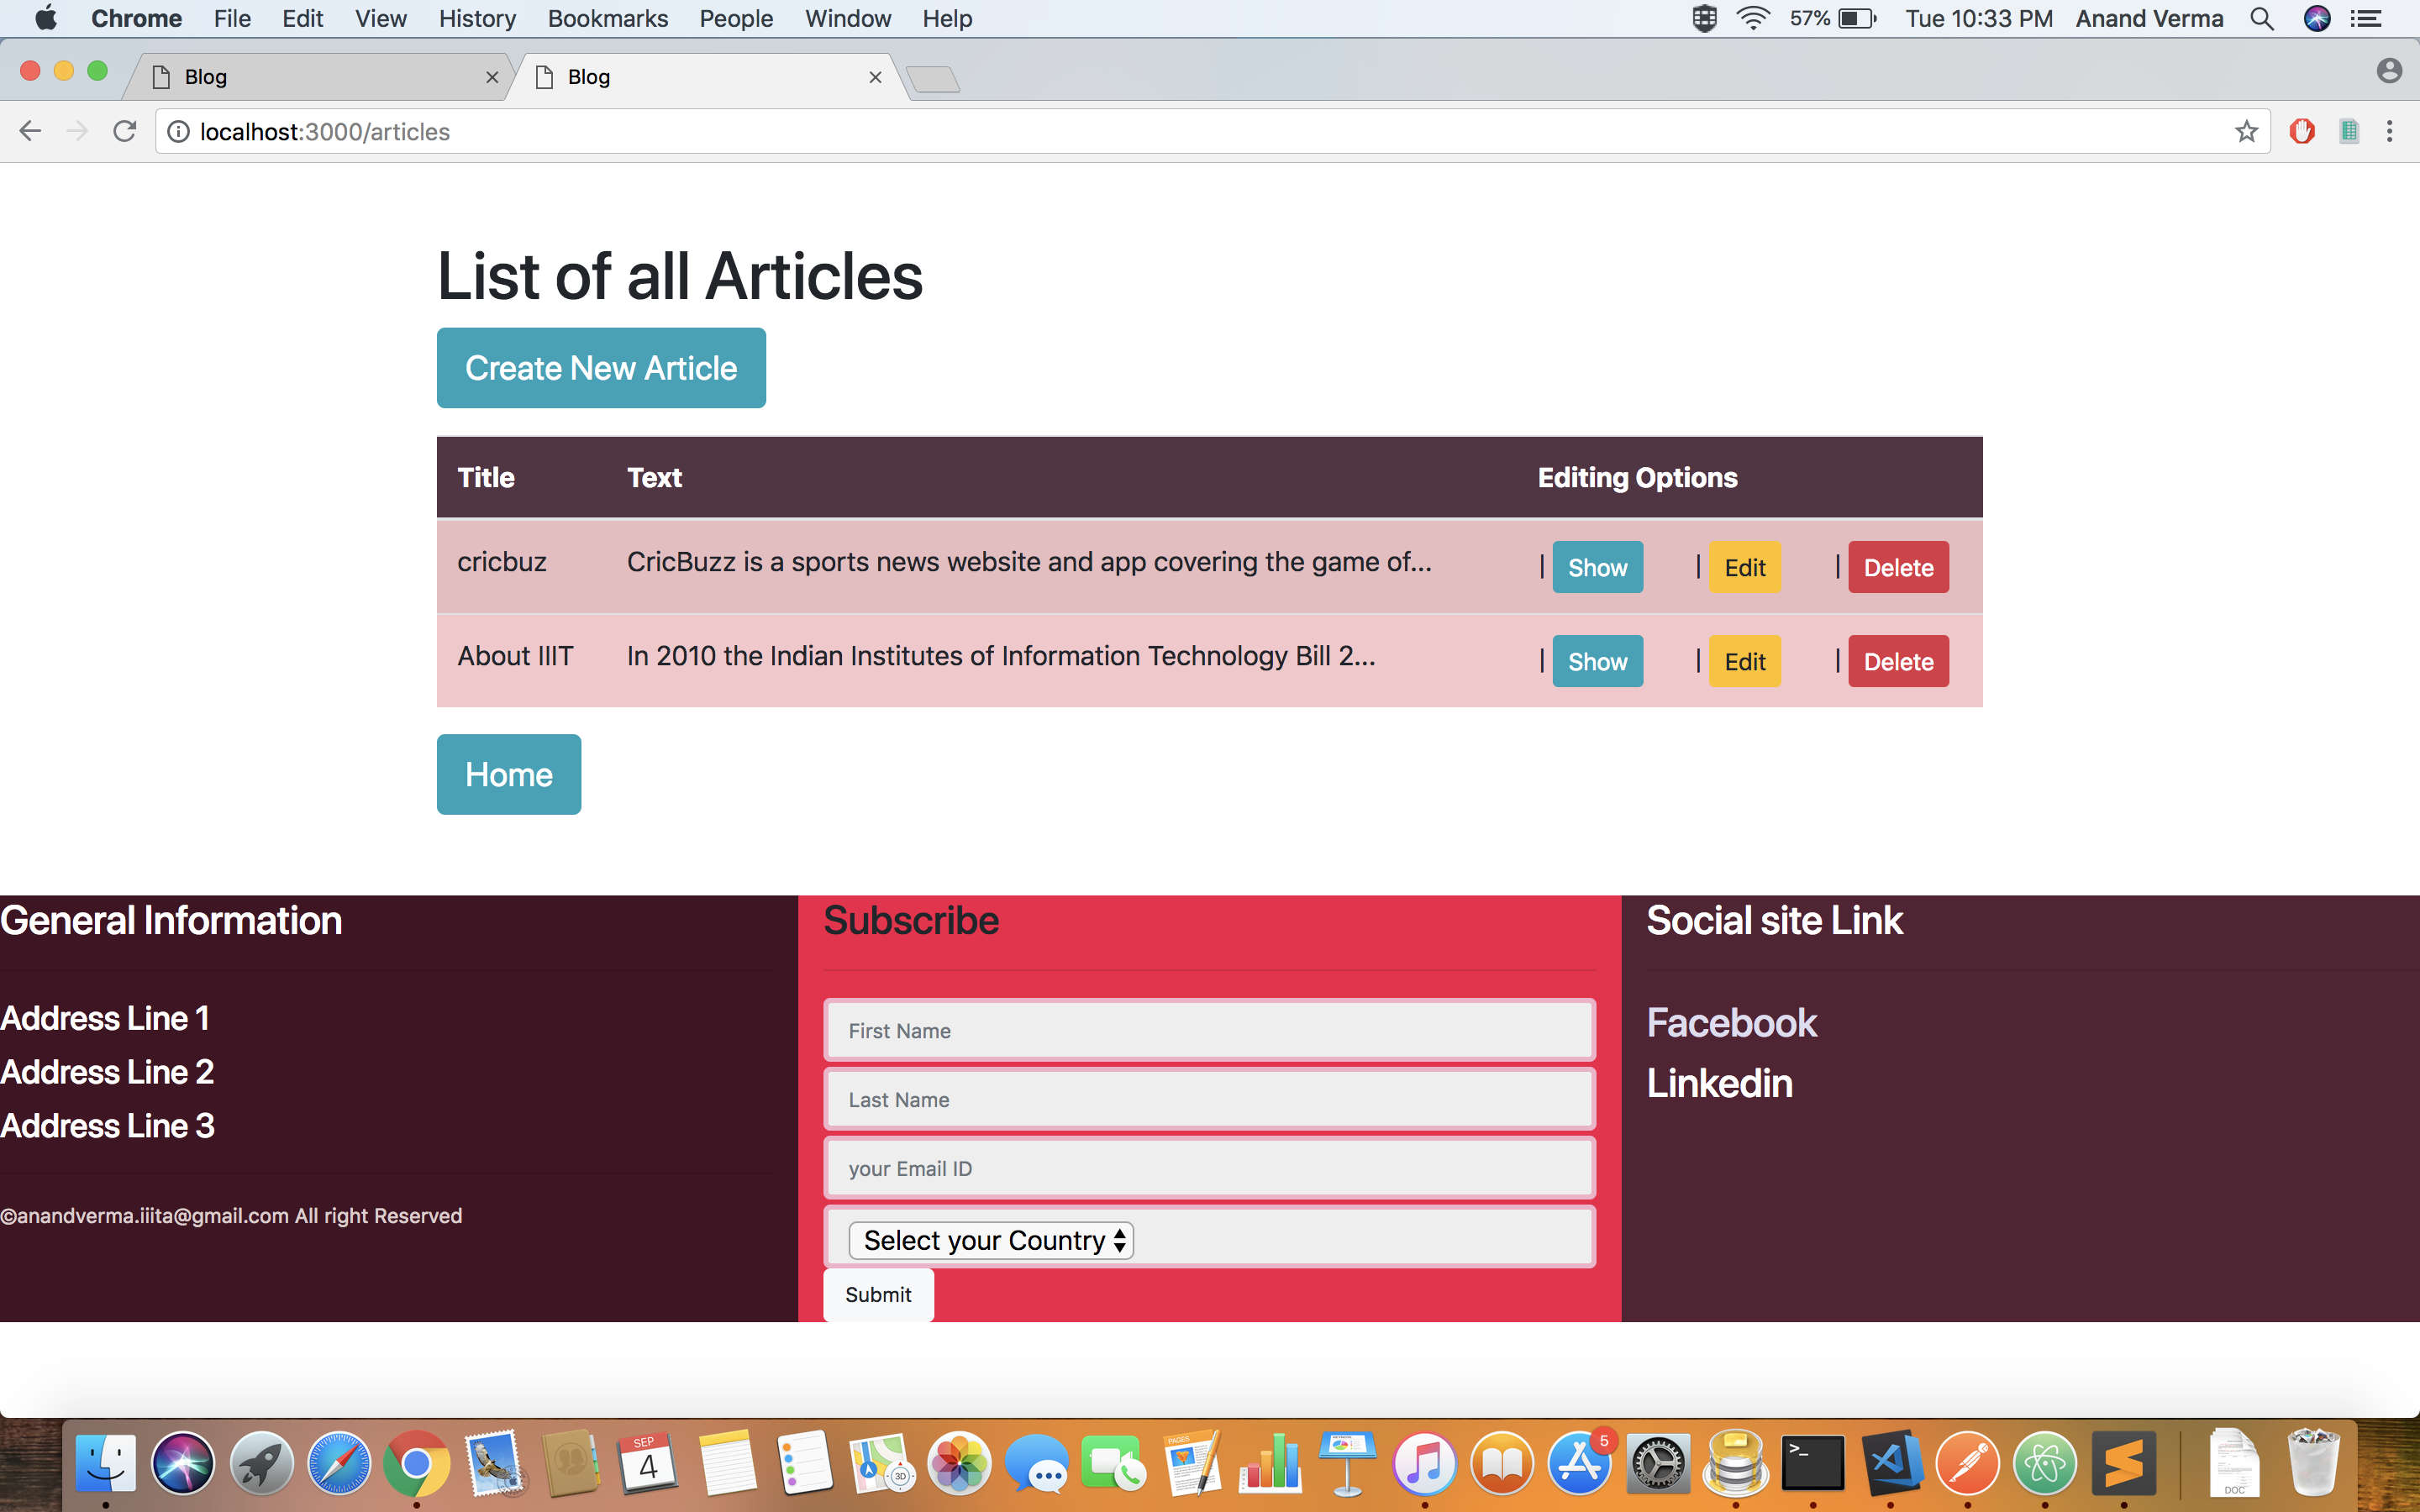 Chrome File Edit View History Bookmarks People Window Help 57% Tue 10:33 PM Anand Verma
Blog Blog
localhost:3000/articles
List of all Articles
Create New Article
Title Text Editing Options
cricbuz CricBuzz is a sports news website and app covering the game of... | Show | Edit | Delete
About IIIT In 2010 the Indian Institutes of Information Technology Bill 2... | Show | Edit | Delete
Home
General Information
Address Line 1
Address Line 2
Address Line 3
©anandverma.iiita@gmail.com All right Reserved
Subscribe
First Name
Last Name
your Email ID
Select your Country
Submit
Social site Link
Facebook
Linkedin
SEP
4
3D
PAGES
5
>_
DOC